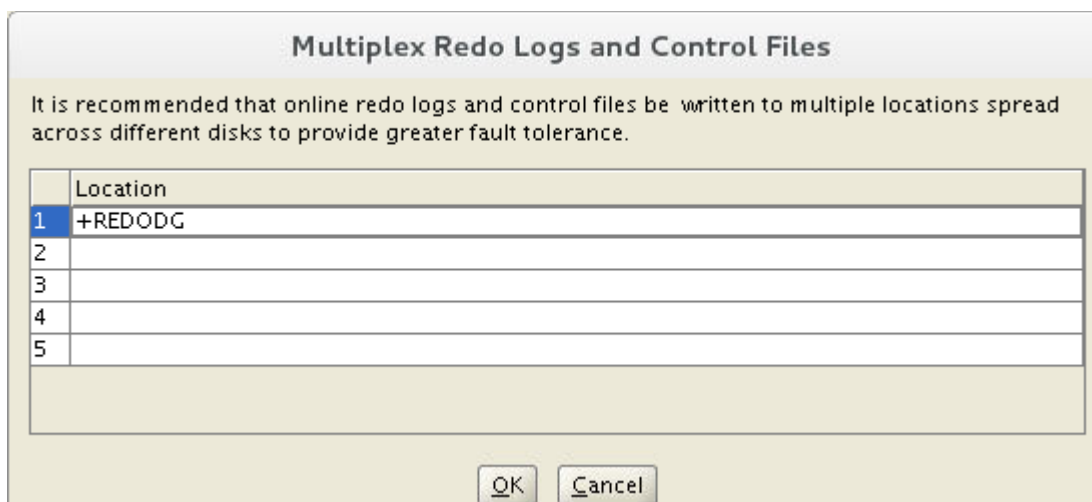 Multiplex Redo Logs and Control Files
It is recommended that online redo logs and control files be written to multiple locations spread
across different disks to provide greater fault tolerance.
Location
1 +REDODG
2
3
4
5
OK Cancel